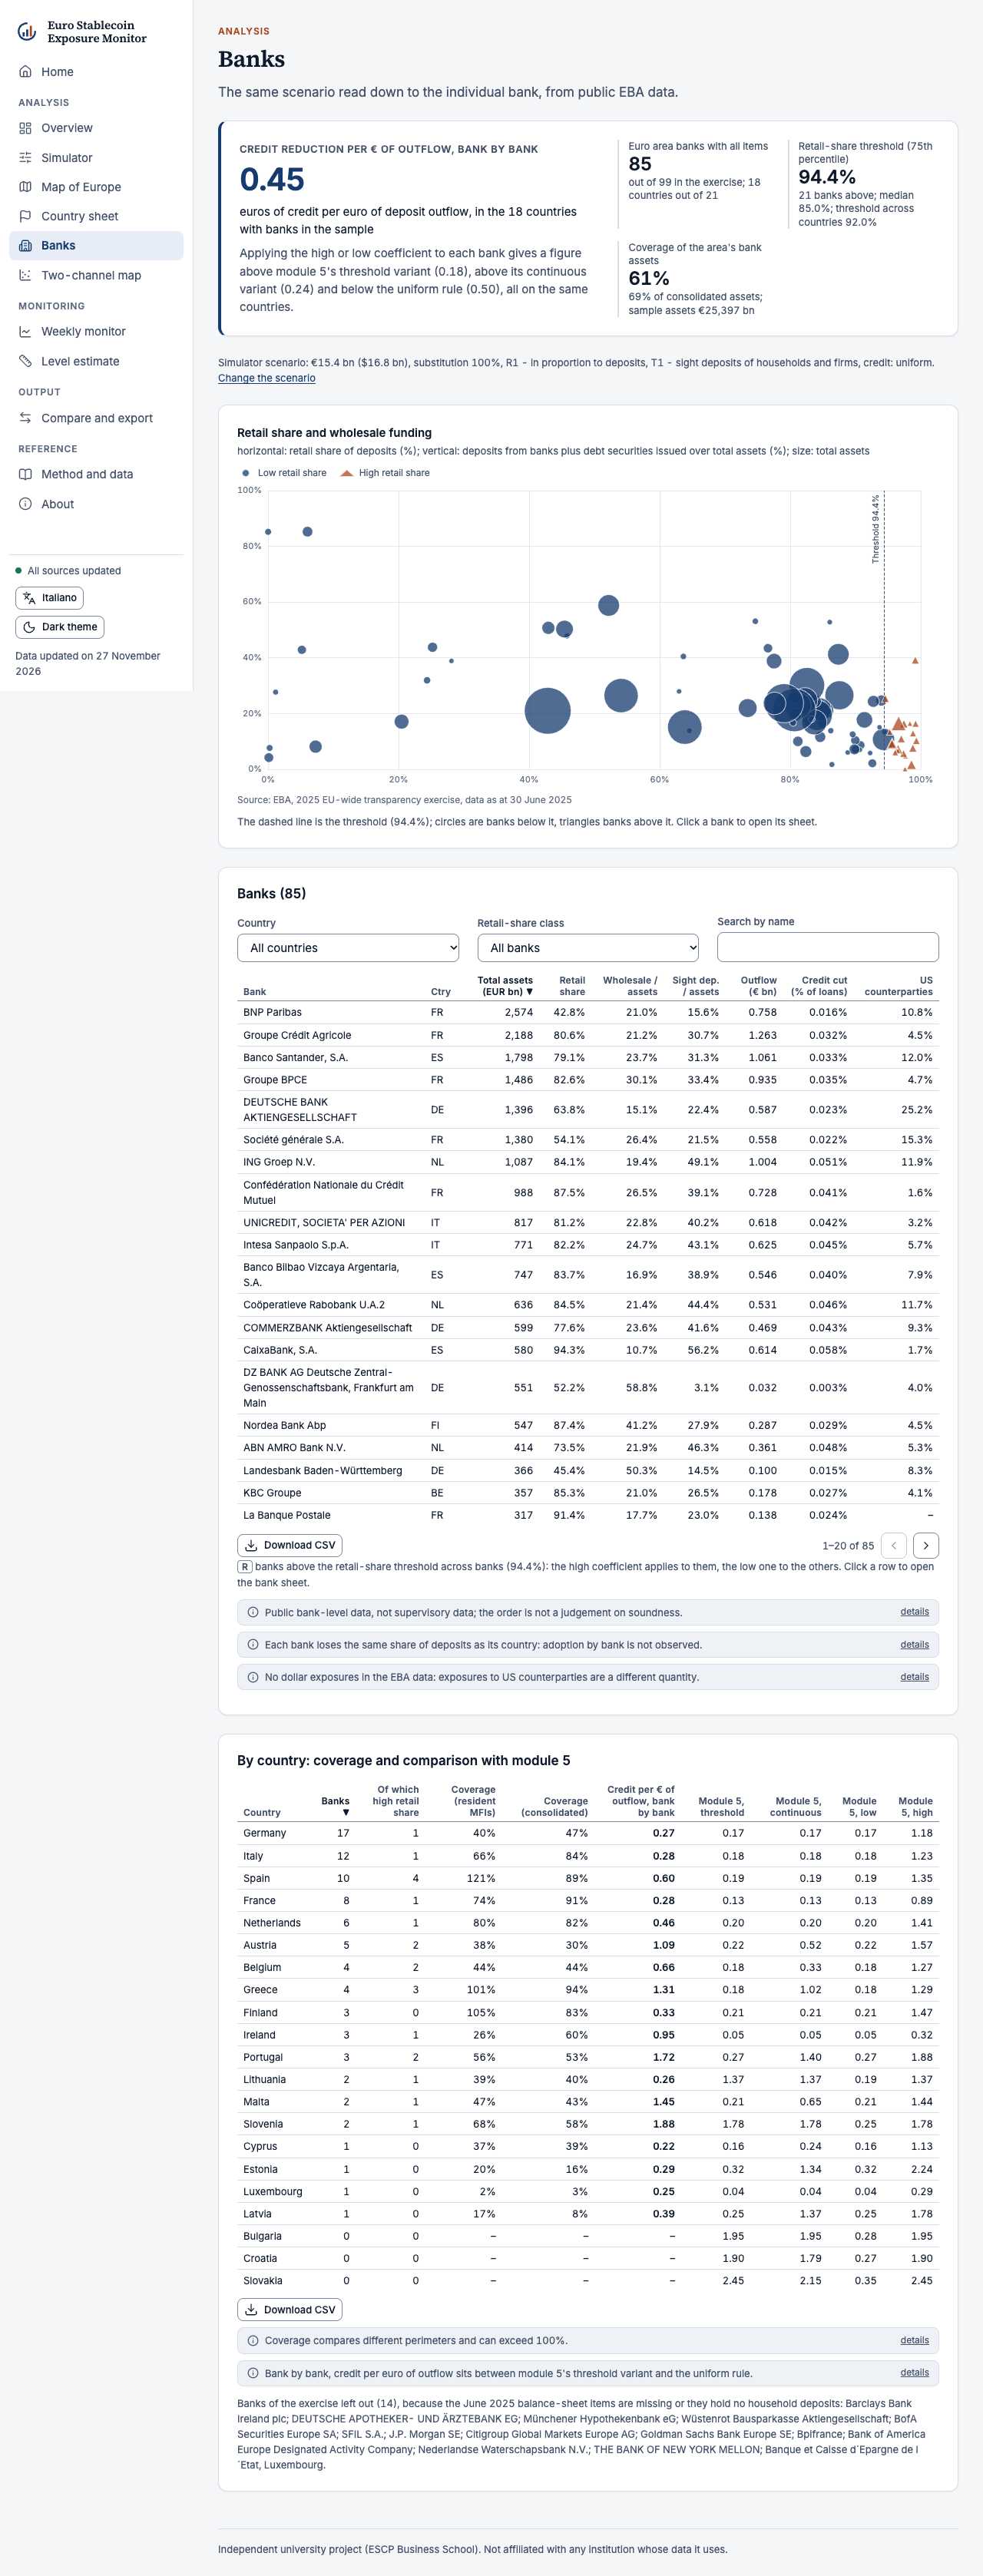 Euro Stablecoin
Exposure Monitor
Home
ANALYSIS
Overview
Simulator
Map of Europe
Country sheet
Banks
Two-channel map
MONITORING
Weekly monitor
Level estimate
OUTPUT
Compare and export
REFERENCE
Method and data
About
All sources updated
Italiano
Dark theme
Data updated on 27 November
2026
ANALYSIS
Banks
The same scenario read down to the individual bank, from public EBA data.
CREDIT REDUCTION PER € OF OUTFLOW, BANK BY BANK
0.45
euros of credit per euro of deposit outflow, in the 18 countries
with banks in the sample
Applying the high or low coefficient to each bank gives a figure
above module 5's threshold variant (0.18), above its continuous
variant (0.24) and below the uniform rule (0.50), all on the same
countries.
Euro area banks with all items
85
out of 99 in the exercise; 18
countries out of 21
Retail-share threshold (75th
percentile)
94.4%
21 banks above; median
85.0%; threshold across
countries 92.0%
Coverage of the area's bank
assets
61%
69% of consolidated assets;
sample assets €25,397 bn
Simulator scenario: €15.4 bn ($16.8 bn), substitution 100%, R1 - in proportion to deposits, T1 - sight deposits of households and firms, credit: uniform.
Change the scenario
Retail share and wholesale funding
horizontal: retail share of deposits (%); vertical: deposits from banks plus debt securities issued over total assets (%); size: total assets
Low retail share High retail share
100%
80%
60%
40%
20%
0%
Threshold 94.4%
0% 20% 40% 60% 80% 100%
Source: EBA, 2025 EU-wide transparency exercise, data as at 30 June 2025
The dashed line is the threshold (94.4%); circles are banks below it, triangles banks above it. Click a bank to open its sheet.
Banks (85)
Country Retail-share class Search by name
All countries All banks
Bank Ctry Total assets (EUR bn) ▼ Retail share Wholesale / assets Sight dep. / assets Outflow (€ bn) Credit cut (% of loans) US counterparties
BNP Paribas FR 2,574 42.8% 21.0% 15.6% 0.758 0.016% 10.8%
Groupe Crédit Agricole FR 2,188 80.6% 21.2% 30.7% 1.263 0.032% 4.5%
Banco Santander, S.A. ES 1,798 79.1% 23.7% 31.3% 1.061 0.033% 12.0%
Groupe BPCE FR 1,486 82.6% 30.1% 33.4% 0.935 0.035% 4.7%
DEUTSCHE BANK
AKTIENGESELLSCHAFT DE 1,396 63.8% 15.1% 22.4% 0.587 0.023% 25.2%
Société générale S.A. FR 1,380 54.1% 26.4% 21.5% 0.558 0.022% 15.3%
ING Groep N.V. NL 1,087 84.1% 19.4% 49.1% 1.004 0.051% 11.9%
Confédération Nationale du Crédit
Mutuel FR 988 87.5% 26.5% 39.1% 0.728 0.041% 1.6%
UNICREDIT, SOCIETA' PER AZIONI IT 817 81.2% 22.8% 40.2% 0.618 0.042% 3.2%
Intesa Sanpaolo S.p.A. IT 771 82.2% 24.7% 43.1% 0.625 0.045% 5.7%
Banco Bilbao Vizcaya Argentaria,
S.A. ES 747 83.7% 16.9% 38.9% 0.546 0.040% 7.9%
Coöperatieve Rabobank U.A.2 NL 636 84.5% 21.4% 44.4% 0.531 0.046% 11.7%
COMMERZBANK Aktiengesellschaft DE 599 77.6% 23.6% 41.6% 0.469 0.043% 9.3%
CaixaBank, S.A. ES 580 94.3% 10.7% 56.2% 0.614 0.058% 1.7%
DZ BANK AG Deutsche Zentral-
Genossenschaftsbank, Frankfurt am
Main DE 551 52.2% 58.8% 3.1% 0.032 0.003% 4.0%
Nordea Bank Abp FI 547 87.4% 41.2% 27.9% 0.287 0.029% 4.5%
ABN AMRO Bank N.V. NL 414 73.5% 21.9% 46.3% 0.361 0.048% 5.3%
Landesbank Baden-Württemberg DE 366 45.4% 50.3% 14.5% 0.100 0.015% 8.3%
KBC Groupe BE 357 85.3% 21.0% 26.5% 0.178 0.027% 4.1%
La Banque Postale FR 317 91.4% 17.7% 23.0% 0.138 0.024% –
Download CSV 1–20 of 85
R banks above the retail-share threshold across banks (94.4%): the high coefficient applies to them, the low one to the others. Click a row to open
the bank sheet.
Public bank-level data, not supervisory data; the order is not a judgement on soundness. details
Each bank loses the same share of deposits as its country: adoption by bank is not observed. details
No dollar exposures in the EBA data: exposures to US counterparties are a different quantity. details
By country: coverage and comparison with module 5
Country Banks ▼ Of which high retail share Coverage (resident MFIs) Coverage (consolidated) Credit per € of outflow, bank by bank Module 5, threshold Module 5, continuous Module 5, low Module 5, high
Germany 17 1 40% 47% 0.27 0.17 0.17 0.17 1.18
Italy 12 1 66% 84% 0.28 0.18 0.18 0.18 1.23
Spain 10 4 121% 89% 0.60 0.19 0.19 0.19 1.35
France 8 1 74% 91% 0.28 0.13 0.13 0.13 0.89
Netherlands 6 1 80% 82% 0.46 0.20 0.20 0.20 1.41
Austria 5 2 38% 30% 1.09 0.22 0.52 0.22 1.57
Belgium 4 2 44% 44% 0.66 0.18 0.33 0.18 1.27
Greece 4 3 101% 94% 1.31 0.18 1.02 0.18 1.29
Finland 3 0 105% 83% 0.33 0.21 0.21 0.21 1.47
Ireland 3 1 26% 60% 0.95 0.05 0.05 0.05 0.32
Portugal 3 2 56% 53% 1.72 0.27 1.40 0.27 1.88
Lithuania 2 1 39% 40% 0.26 1.37 1.37 0.19 1.37
Malta 2 1 47% 43% 1.45 0.21 0.65 0.21 1.44
Slovenia 2 1 68% 58% 1.88 1.78 1.78 0.25 1.78
Cyprus 1 0 37% 39% 0.22 0.16 0.24 0.16 1.13
Estonia 1 0 20% 16% 0.29 0.32 1.34 0.32 2.24
Luxembourg 1 0 2% 3% 0.25 0.04 0.04 0.04 0.29
Latvia 1 0 17% 8% 0.39 0.25 1.37 0.25 1.78
Bulgaria 0 0 – – – 1.95 1.95 0.28 1.95
Croatia 0 0 – – – 1.90 1.79 0.27 1.90
Slovakia 0 0 – – – 2.45 2.15 0.35 2.45
Download CSV
Coverage compares different perimeters and can exceed 100%. details
Bank by bank, credit per euro of outflow sits between module 5's threshold variant and the uniform rule. details
Banks of the exercise left out (14), because the June 2025 balance-sheet items are missing or they hold no household deposits: Barclays Bank
Ireland plc; DEUTSCHE APOTHEKER- UND ÄRZTEBANK EG; Münchener Hypothekenbank eG; Wüstenrot Bausparkasse Aktiengesellschaft; BofA
Securities Europe SA; SFIL S.A.; J.P. Morgan SE; Citigroup Global Markets Europe AG; Goldman Sachs Bank Europe SE; Bpifrance; Bank of America
Europe Designated Activity Company; Nederlandse Waterschapsbank N.V.; THE BANK OF NEW YORK MELLON; Banque et Caisse d´Epargne de l
´Etat, Luxembourg.
Independent university project (ESCP Business School). Not affiliated with any institution whose data it uses.